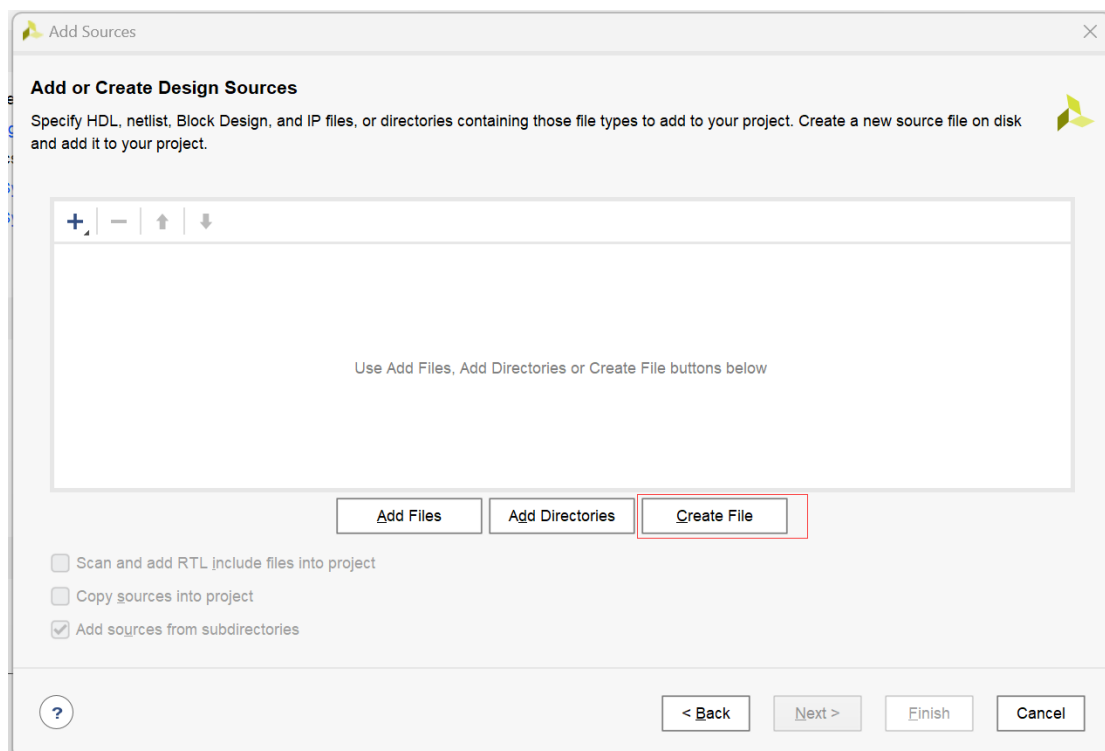 Add Sources
Add or Create Design Sources
Specify HDL, netlist, Block Design, and IP files, or directories containing those file types to add to your project. Create a new source file on disk
and add it to your project.
Use Add Files, Add Directories or Create File buttons below
Add Files
Add Directories
Create File
Scan and add RTL include files into project
Copy sources into project
Add sources from subdirectories
?
< Back
Next >
Finish
Cancel